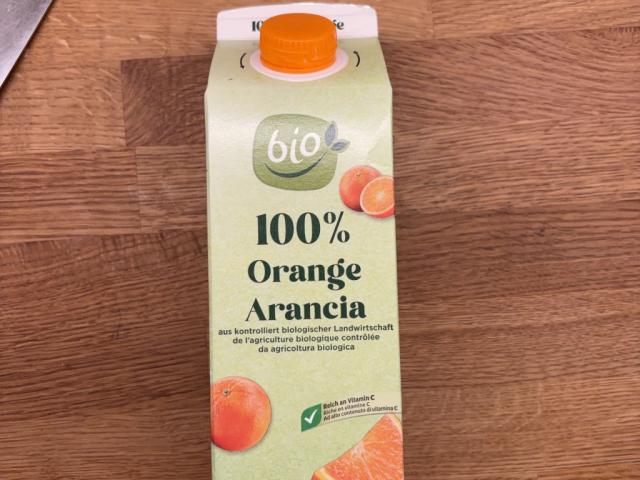 bio
100%
Orange
Arancia
aus kontrolliert biologischer Landwirtschaft
de l'agriculture biologique contrôlée
da agricoltura biologica
Reich an Vitamin C
Riche en vitamine C
Ad alto contenuto di vitamina C